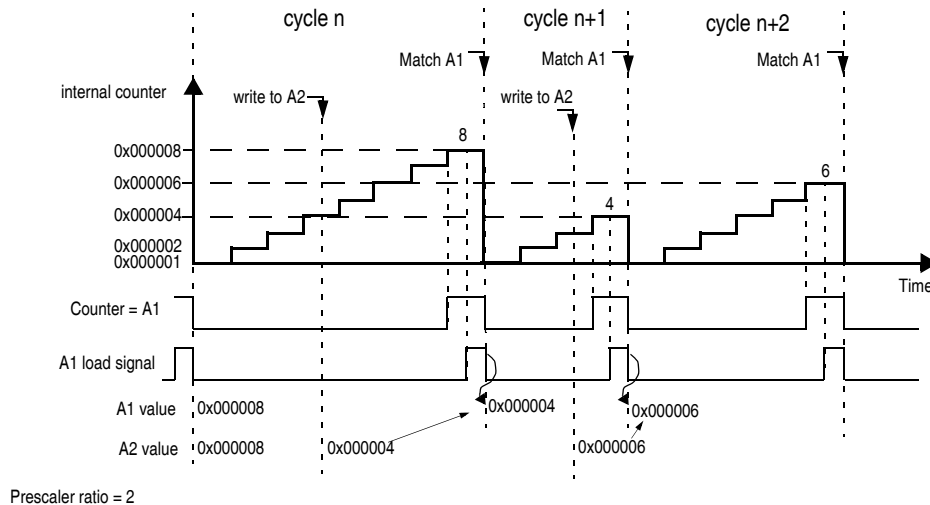 cycle n
cycle n+1
cycle n+2
Match A1
Match A1
Match A1
internal counter
write to A2
write to A2
8
0x000008
0x000006
6
0x000004
4
0x000002
0x000001
Time
Counter = A1
A1 load signal
A1 value
0x000008
0x000004
0x000006
A2 value
0x000008
0x000004
0x000006
Prescaler ratio = 2